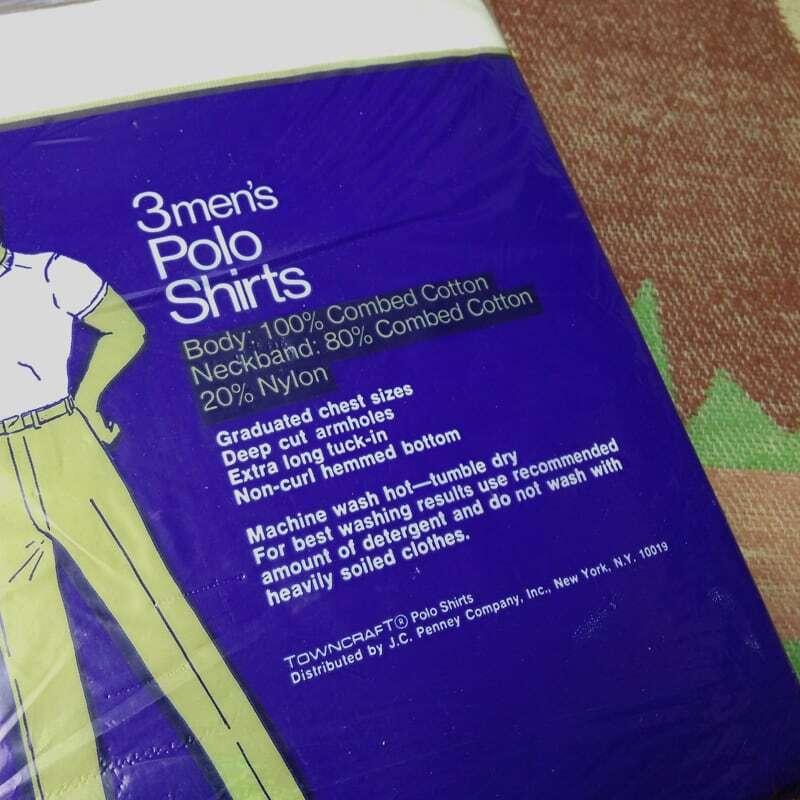 3 men's
Polo
Shirts
Body: 100% Combed Cotton
Neckband: 80% Combed Cotton
20% Nylon
Graduated chest sizes
Deep cut armholes
Extra long tuck-in
Non-curl hemmed bottom
Machine wash hot—tumble dry
For best washing results use recommended
amount of detergent and do not wash with
heavily soiled clothes.
TOWNCRAFT® Polo Shirts
Distributed by J.C. Penney Company, Inc., New York, N.Y. 10019